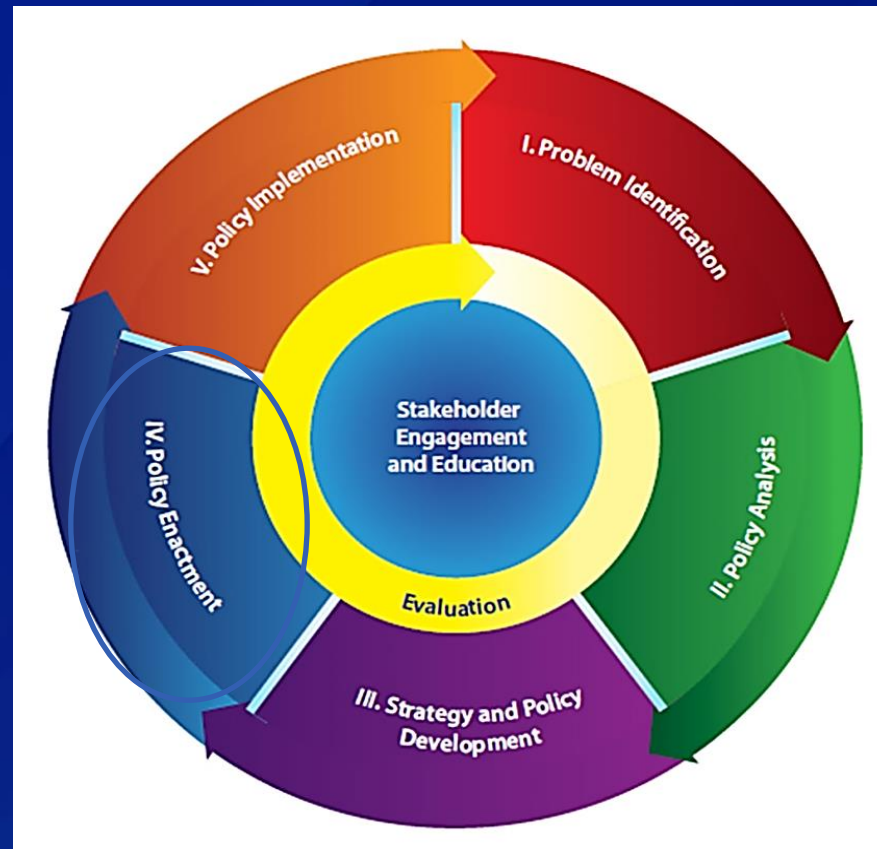 I. Problem Identification
II. Policy Analysis
III. Strategy and Policy
Development
IV. Policy Enactment
V. Policy Implementation
Stakeholder
Engagement
and Education
Evaluation